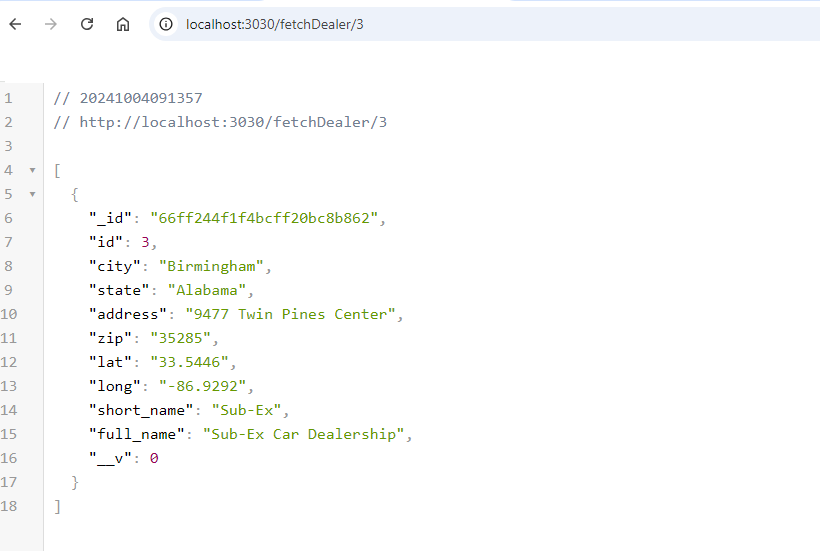 localhost:3030/fetchDealer/3
1 // 20241004091357
2 // http://localhost:3030/fetchDealer/3
3
4 [
5 {
6 "_id": "66ff244f1f4bcff20bc8b862",
7 "id": 3,
8 "city": "Birmingham",
9 "state": "Alabama",
10 "address": "9477 Twin Pines Center",
11 "zip": "35285",
12 "lat": "33.5446",
13 "long": "-86.9292",
14 "short_name": "Sub-Ex",
15 "full_name": "Sub-Ex Car Dealership",
16 "__v": 0
17 }
18 ]